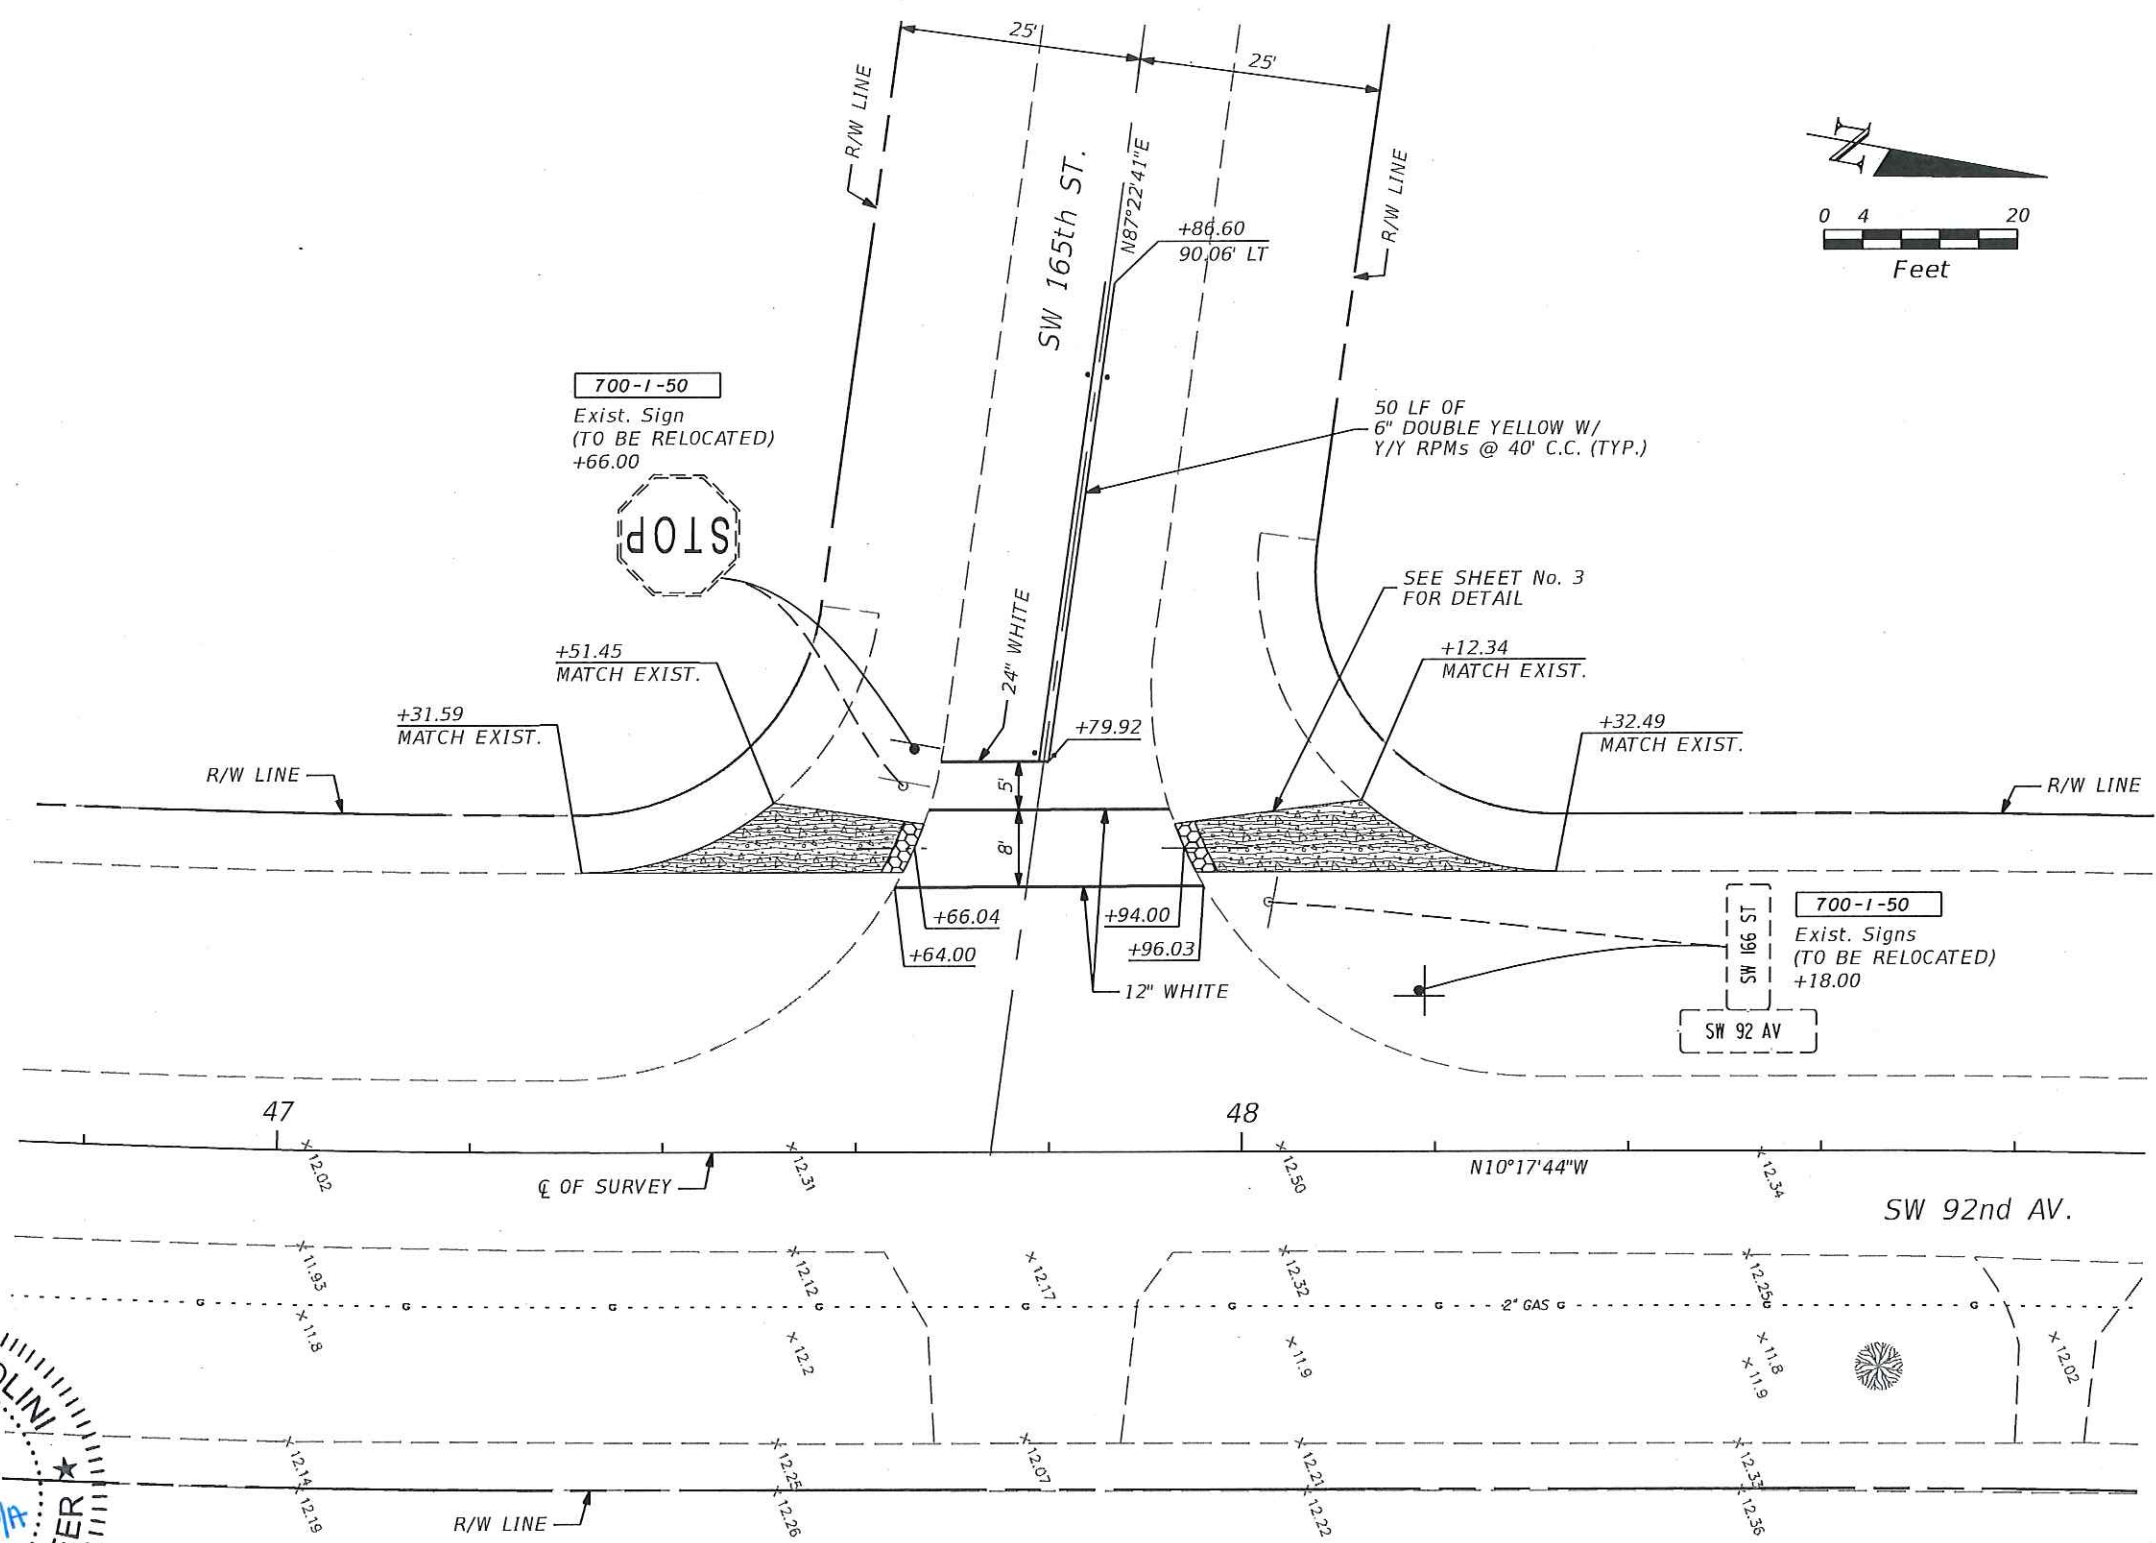 25'
25'
R/W LINE
SW 165th ST.
N87°22'41"E
R/W LINE
+86.60
90.06' LT
N
0 4 20
Feet
700-1-50
Exist. Sign
(TO BE RELOCATED)
+66.00
STOP
50 LF OF
6" DOUBLE YELLOW W/
Y/Y RPMs @ 40' C.C. (TYP.)
SEE SHEET No. 3
FOR DETAIL
24" WHITE
+51.45
MATCH EXIST.
+12.34
MATCH EXIST.
+31.59
MATCH EXIST.
+79.92
+32.49
MATCH EXIST.
R/W LINE
R/W LINE
5'
8'
+66.04
+64.00
+94.00
+96.03
12" WHITE
SW 166 ST
SW 92 AV
700-1-50
Exist. Signs
(TO BE RELOCATED)
+18.00
47
48
12.02
12.31
12.50
12.34
℄ OF SURVEY
N10°17'44"W
SW 92nd AV.
11.93
12.12
12.17
12.32
12.25
G G G G G G G 2" GAS G G G
11.8
12.2
11.9
11.8
11.9
12.02
12.14
12.25
12.07
12.21
12.33
12.19
12.26
12.22
12.36
R/W LINE